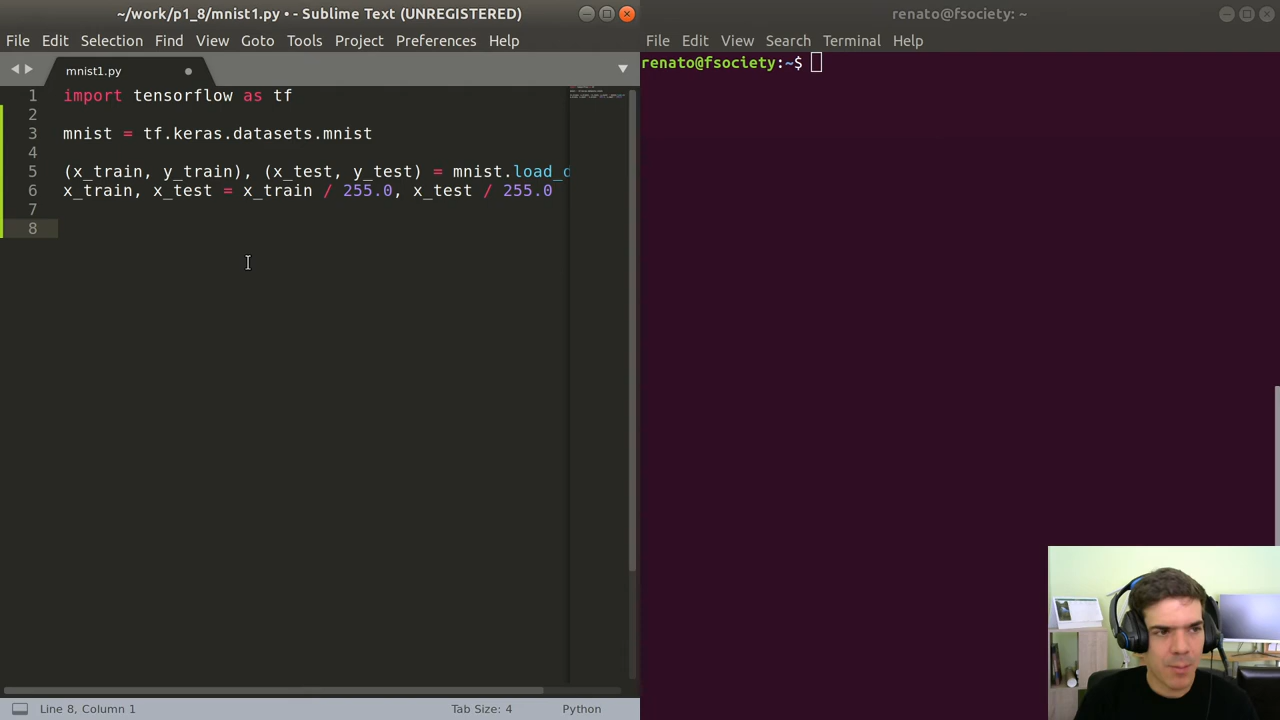 ~/work/p1_8/mnist1.py • - Sublime Text (UNREGISTERED)
File Edit Selection Find View Goto Tools Project Preferences Help
mnist1.py
1 import tensorflow as tf
2
3 mnist = tf.keras.datasets.mnist
4
5 (x_train, y_train), (x_test, y_test) = mnist.load_d
6 x_train, x_test = x_train / 255.0, x_test / 255.0
7
8
Line 8, Column 1 Tab Size: 4 Python
renato@fsociety: ~
File Edit View Search Terminal Help
renato@fsociety:~$